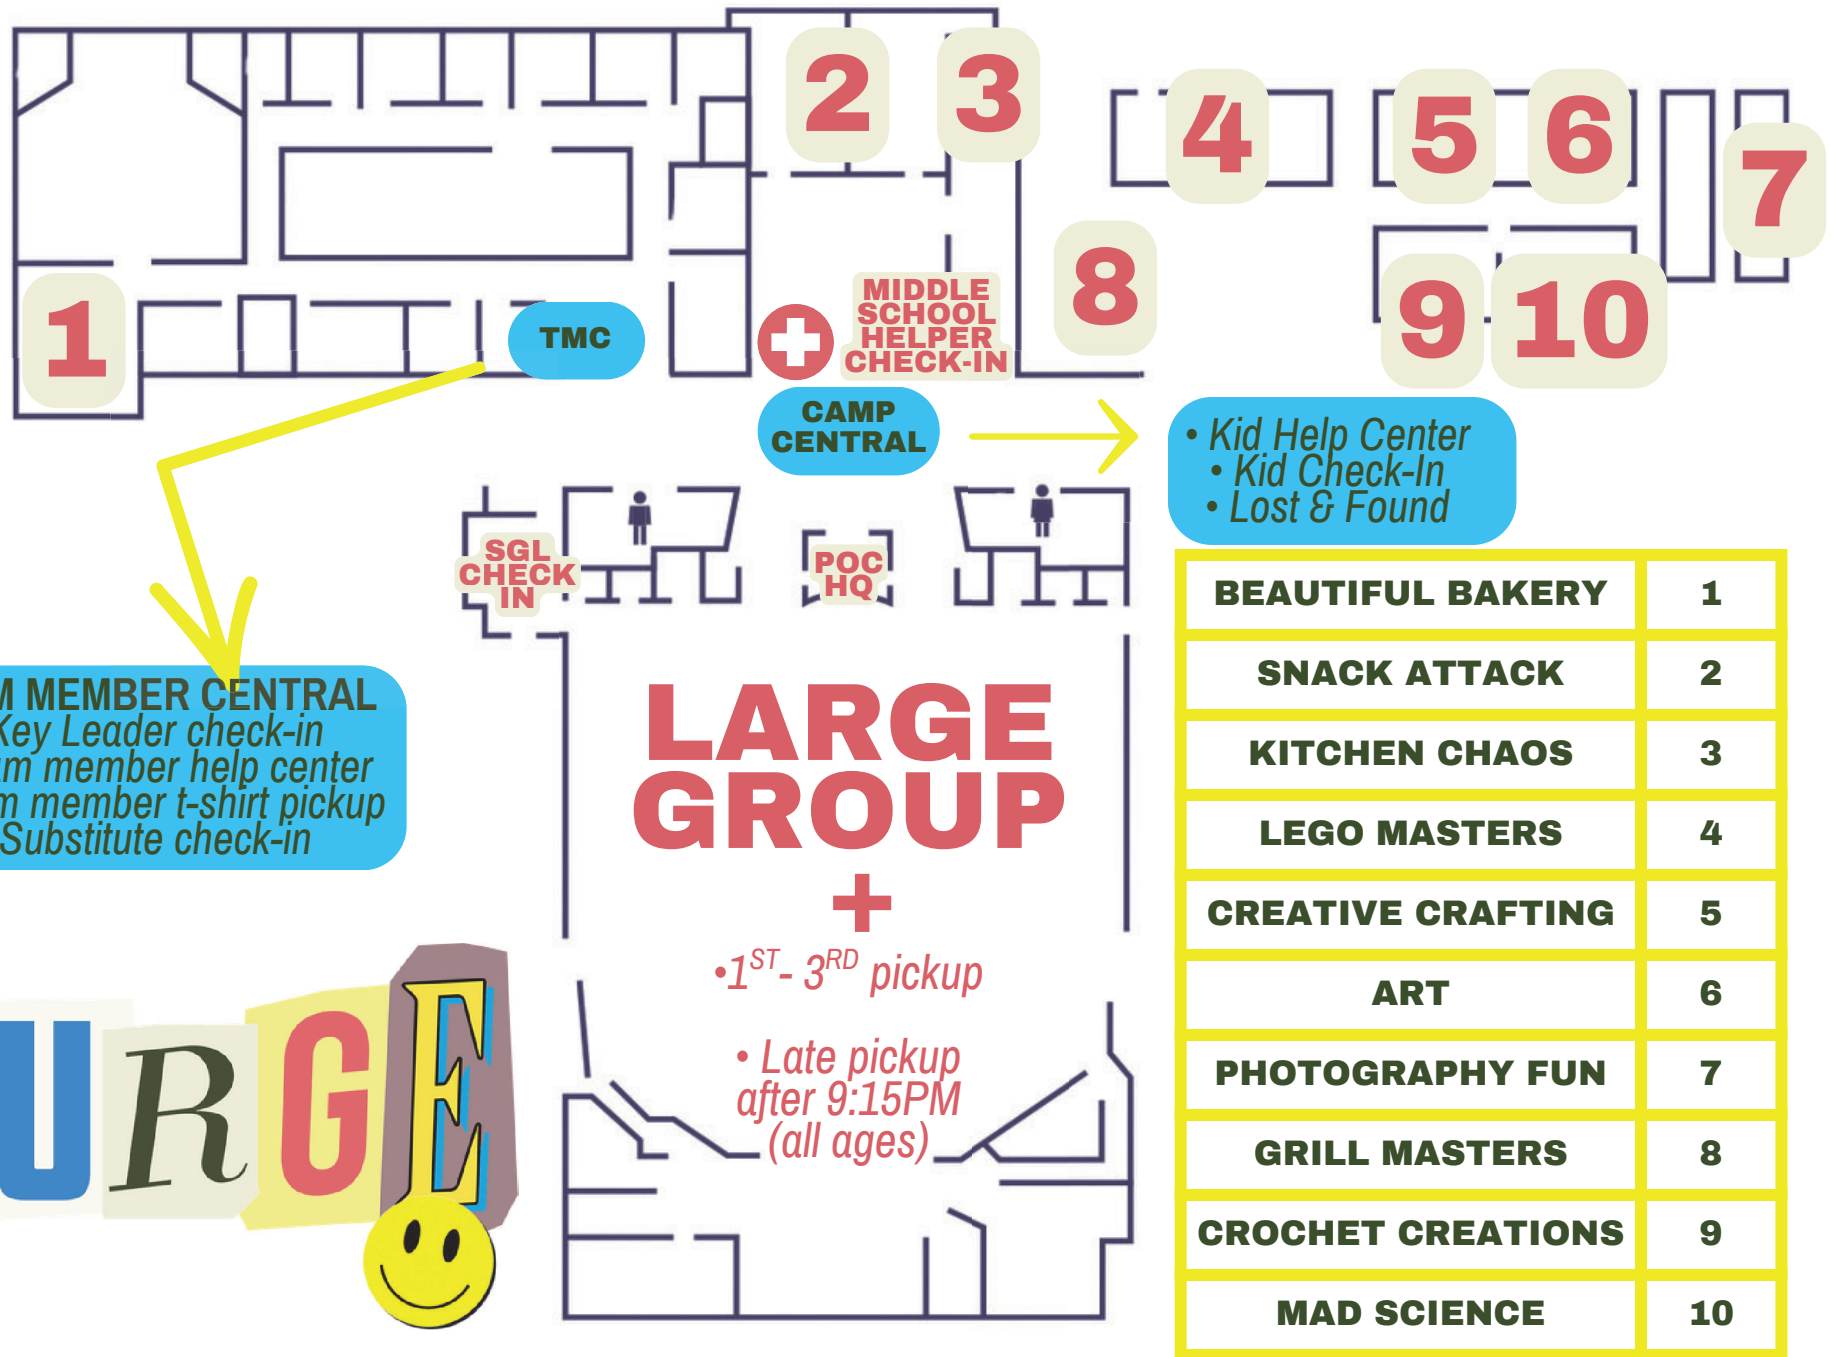 2
3
4
5
6
7
1
TMC
MIDDLE
SCHOOL
HELPER
CHECK-IN
8
9
10
CAMP
CENTRAL
• Kid Help Center
• Kid Check-In
• Lost & Found
SGL
CHECK
IN
POC
HQ
MEMBER CENTRAL
Key Leader check-in
member help center
member t-shirt pickup
Substitute check-in
LARGE
GROUP
+
•1ST- 3RD pickup
• Late pickup
after 9:15PM
(all ages)
URGE
BEAUTIFUL BAKERY 1
SNACK ATTACK 2
KITCHEN CHAOS 3
LEGO MASTERS 4
CREATIVE CRAFTING 5
ART 6
PHOTOGRAPHY FUN 7
GRILL MASTERS 8
CROCHET CREATIONS 9
MAD SCIENCE 10